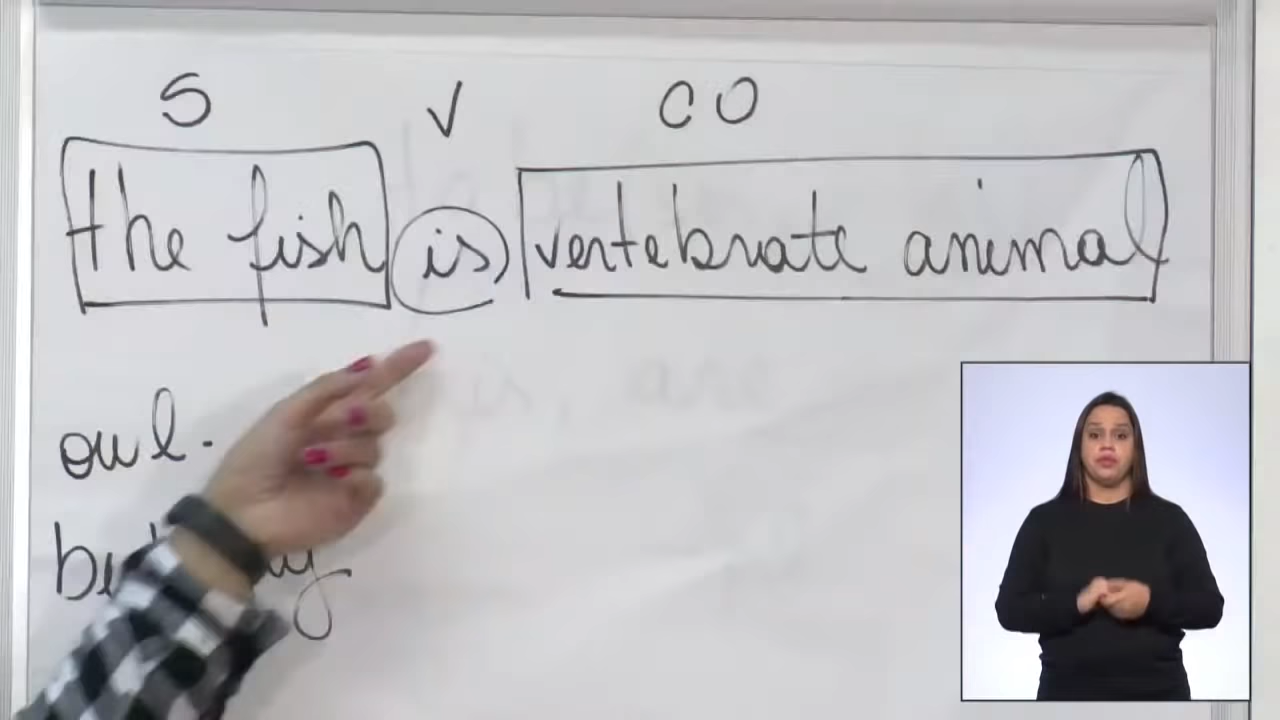 S V CO
the fish is vertebrate animal
owl.